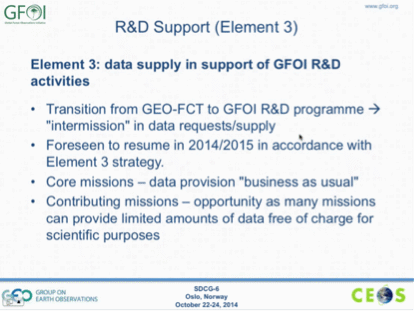 GFOI
www.gfoi.org
R&D Support (Element 3)
Element 3: data supply in support of GFOI R&D
activities
• Transition from GEO-FCT to GFOI R&D programme →
"intermission" in data requests/supply
• Foreseen to resume in 2014/2015 in accordance with
Element 3 strategy.
• Core missions – data provision "business as usual"
• Contributing missions – opportunity as many missions
can provide limited amounts of data free of charge for
scientific purposes
GEO GROUP ON
EARTH OBSERVATIONS
SDCG-6
Oslo, Norway
October 22-24, 2014
CEOS